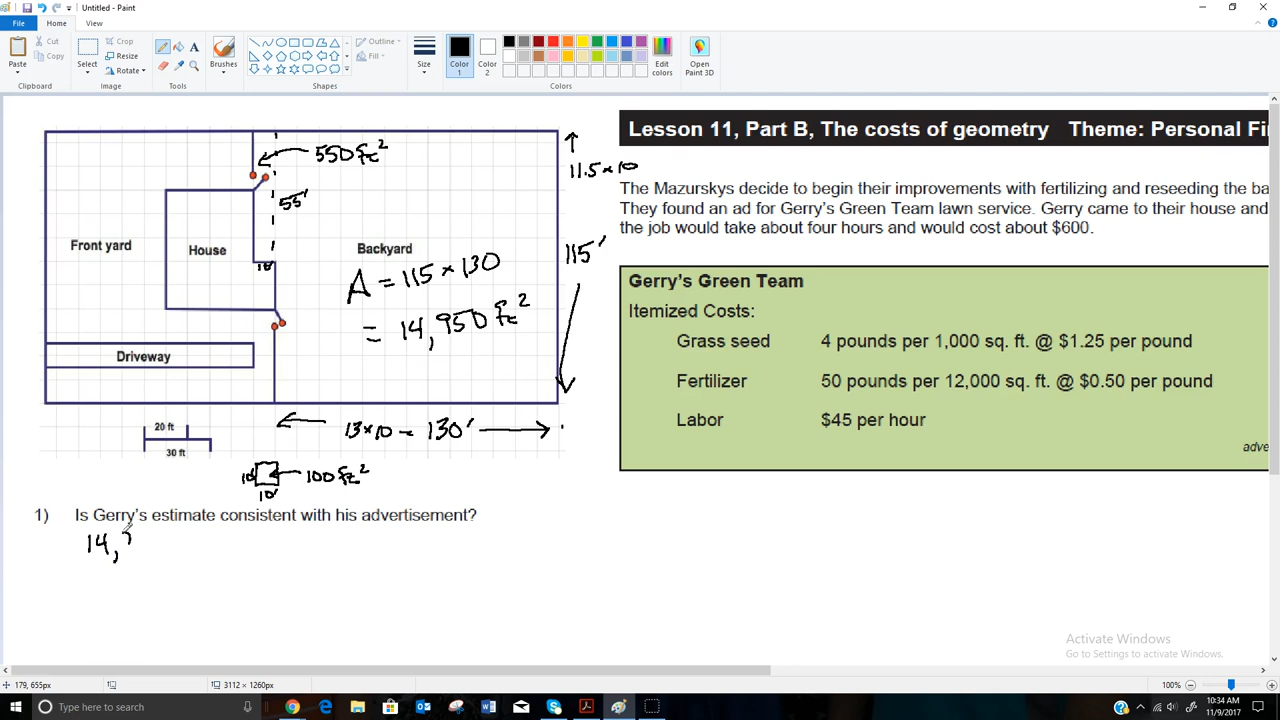 Untitled - Paint
File
Home
View
Paste
Cut
Copy
Clipboard
Select
Crop
Resize
Rotate
Image
Tools
Brushes
Shapes
Outline
Fill
Size
Color 1
Color 2
Colors
Edit colors
Open Paint 3D
550 ft²
55'
10'
Front yard
House
Backyard
Driveway
A = 115 × 130
= 14,950 ft²
11.5 × 10
115'
13×10 = 130'
20 ft
30 ft
10'
10'
100 ft²
1) Is Gerry's estimate consistent with his advertisement?
14,
Lesson 11, Part B, The costs of geometry Theme: Personal Fi
The Mazurskys decide to begin their improvements with fertilizing and reseeding the ba
They found an ad for Gerry's Green Team lawn service. Gerry came to their house and
the job would take about four hours and would cost about $600.
Gerry's Green Team
Itemized Costs:
Grass seed 4 pounds per 1,000 sq. ft. @ $1.25 per pound
Fertilizer 50 pounds per 12,000 sq. ft. @ $0.50 per pound
Labor $45 per hour
adve
Activate Windows
Go to Settings to activate Windows.
179, 655px
3112 × 1260px
100%
Type here to search
10:34 AM
11/9/2017